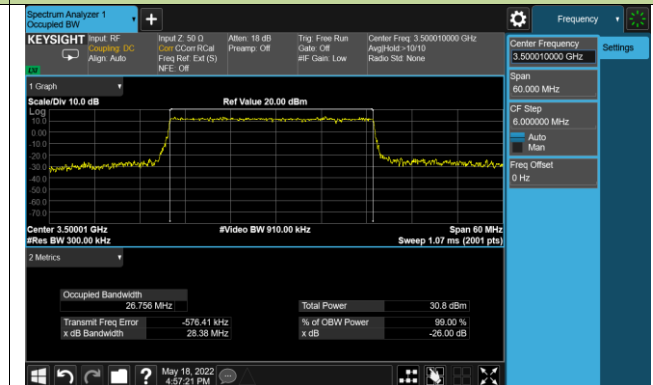 Spectrum Analyzer 1
Occupied BW
+
Frequency
KEYSIGHT
Input: RF
Coupling: DC
Align: Auto
Input Z: 50 Ω
Corr CCorr RCal
Freq Ref: Ext (S)
NFE: Off
Atten: 18 dB
Preamp: Off
Trig: Free Run
Gate: Off
#IF Gain: Low
Center Freq: 3.500010000 GHz
Avg|Hold:>10/10
Radio Std: None
Center Frequency
3.500010000 GHz
Settings
Span
60.000 MHz
CF Step
6.000000 MHz
Auto
Man
Freq Offset
0 Hz
1 Graph
Scale/Div 10.0 dB
Ref Value 20.00 dBm
Log
10.0
0.00
-10.0
-20.0
-30.0
-40.0
-50.0
-60.0
-70.0
Center 3.50001 GHz
#Video BW 910.00 kHz
Span 60 MHz
#Res BW 300.00 kHz
Sweep 1.07 ms (2001 pts)
2 Metrics
Occupied Bandwidth
26.756 MHz
Total Power
30.8 dBm
Transmit Freq Error
-576.41 kHz
% of OBW Power
99.00 %
x dB Bandwidth
28.38 MHz
x dB
-26.00 dB
?
May 18, 2022
4:57:21 PM